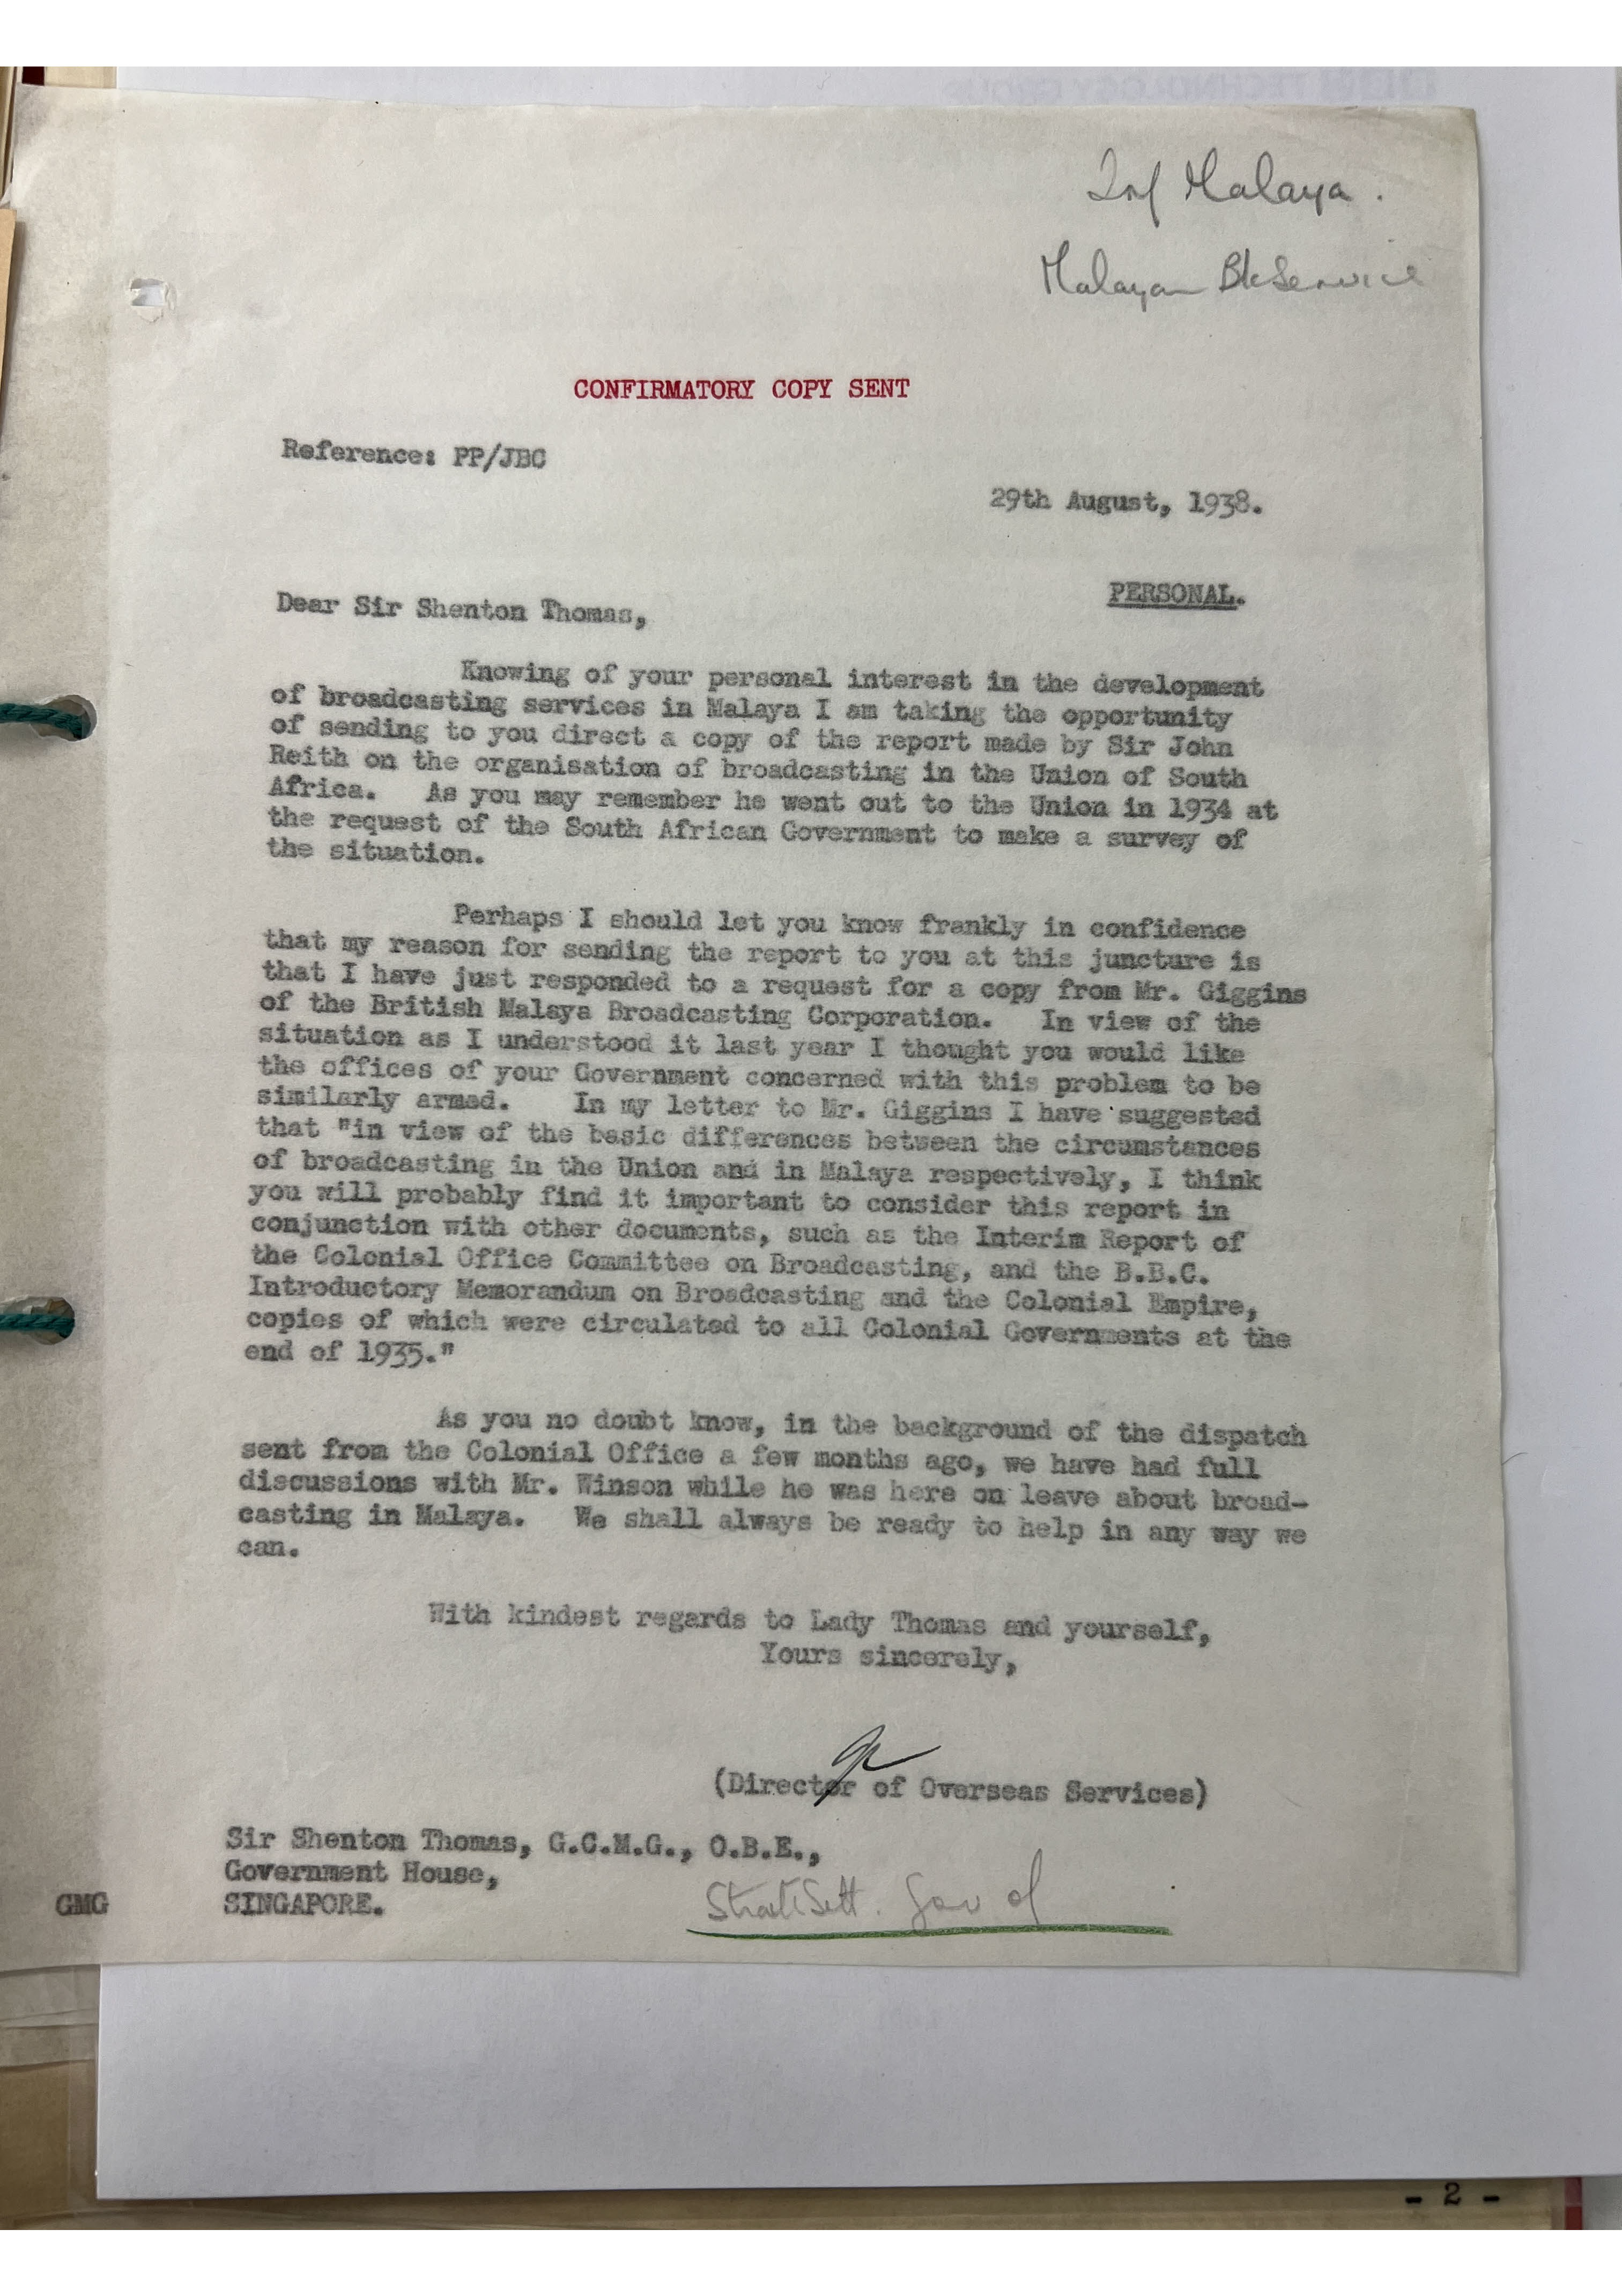 Inf Malaya.
Malayan Service
CONFIRMATORY COPY SENT
Reference: PP/JBC
29th August, 1938.
PERSONAL.
Dear Sir Shenton Thomas,
Knowing of your personal interest in the development
of broadcasting services in Malaya I am taking the opportunity
of sending to you direct a copy of the report made by Sir John
Reith on the organisation of broadcasting in the Union of South
Africa. As you may remember he went out to the Union in 1934 at
the request of the South African Government to make a survey of
the situation.
Perhaps I should let you know frankly in confidence
that my reason for sending the report to you at this juncture is
that I have just responded to a request for a copy from Mr. Giggins
of the British Malaya Broadcasting Corporation. In view of the
situation as I understood it last year I thought you would like
the offices of your Government concerned with this problem to be
similarly armed. In my letter to Mr. Giggins I have suggested
that "in view of the basic differences between the circumstances
of broadcasting in the Union and in Malaya respectively, I think
you will probably find it important to consider this report in
conjunction with other documents, such as the Interim Report of
the Colonial Office Committee on Broadcasting, and the B.B.C.
Introductory Memorandum on Broadcasting and the Colonial Empire,
copies of which were circulated to all Colonial Governments at the
end of 1935."
As you no doubt know, in the background of the dispatch
sent from the Colonial Office a few months ago, we have had full
discussions with Mr. Winson while he was here on leave about broad-
casting in Malaya. We shall always be ready to help in any way we
can.
With kindest regards to Lady Thomas and yourself,
Yours sincerely,
(Director of Overseas Services)
Sir Shenton Thomas, G.C.M.G., O.B.E.,
Government House,
GMG SINGAPORE.
Strait Sett. Gov of
- 2 -